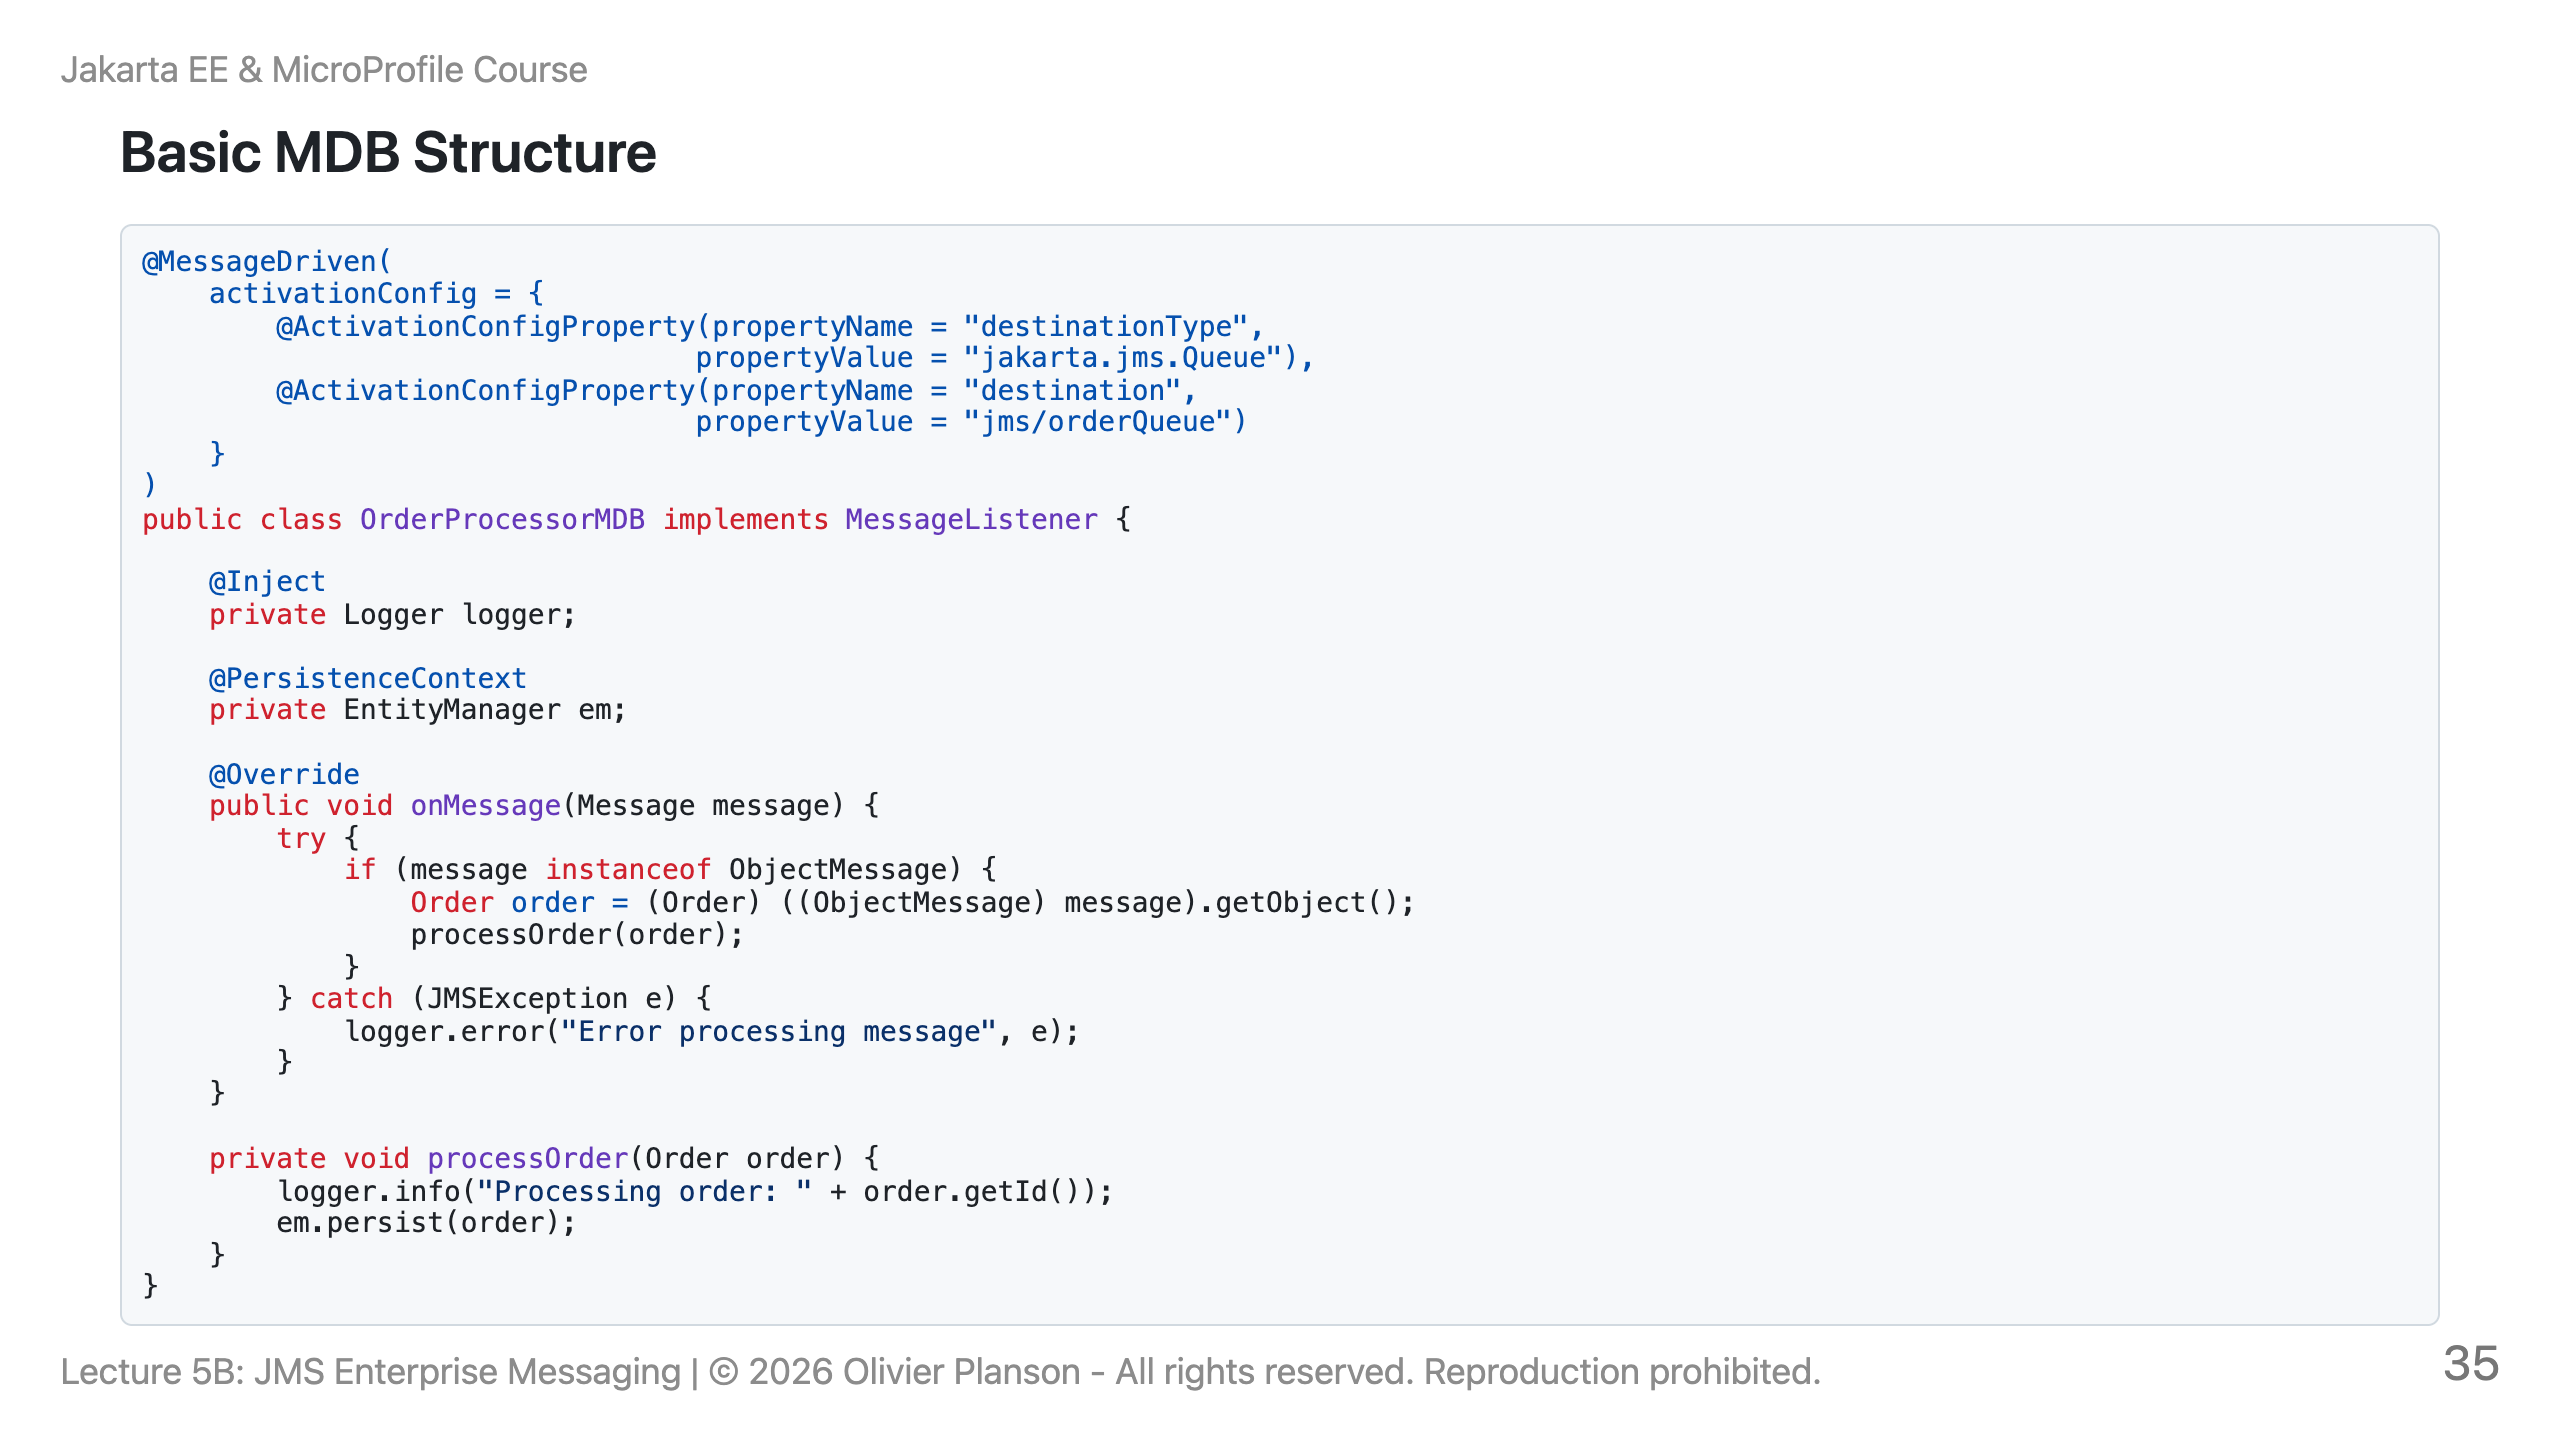 Jakarta EE & MicroProfile Course
Basic MDB Structure
@MessageDriven(
    activationConfig = {
        @ActivationConfigProperty(propertyName = "destinationType",
                                 propertyValue = "jakarta.jms.Queue"),
        @ActivationConfigProperty(propertyName = "destination",
                                 propertyValue = "jms/orderQueue")
    }
)
public class OrderProcessorMDB implements MessageListener {

    @Inject
    private Logger logger;

    @PersistenceContext
    private EntityManager em;

    @Override
    public void onMessage(Message message) {
        try {
            if (message instanceof ObjectMessage) {
                Order order = (Order) ((ObjectMessage) message).getObject();
                processOrder(order);
            }
        } catch (JMSException e) {
            logger.error("Error processing message", e);
        }
    }

    private void processOrder(Order order) {
        logger.info("Processing order: " + order.getId());
        em.persist(order);
    }
}
Lecture 5B: JMS Enterprise Messaging | © 2026 Olivier Planson - All rights reserved. Reproduction prohibited.
35